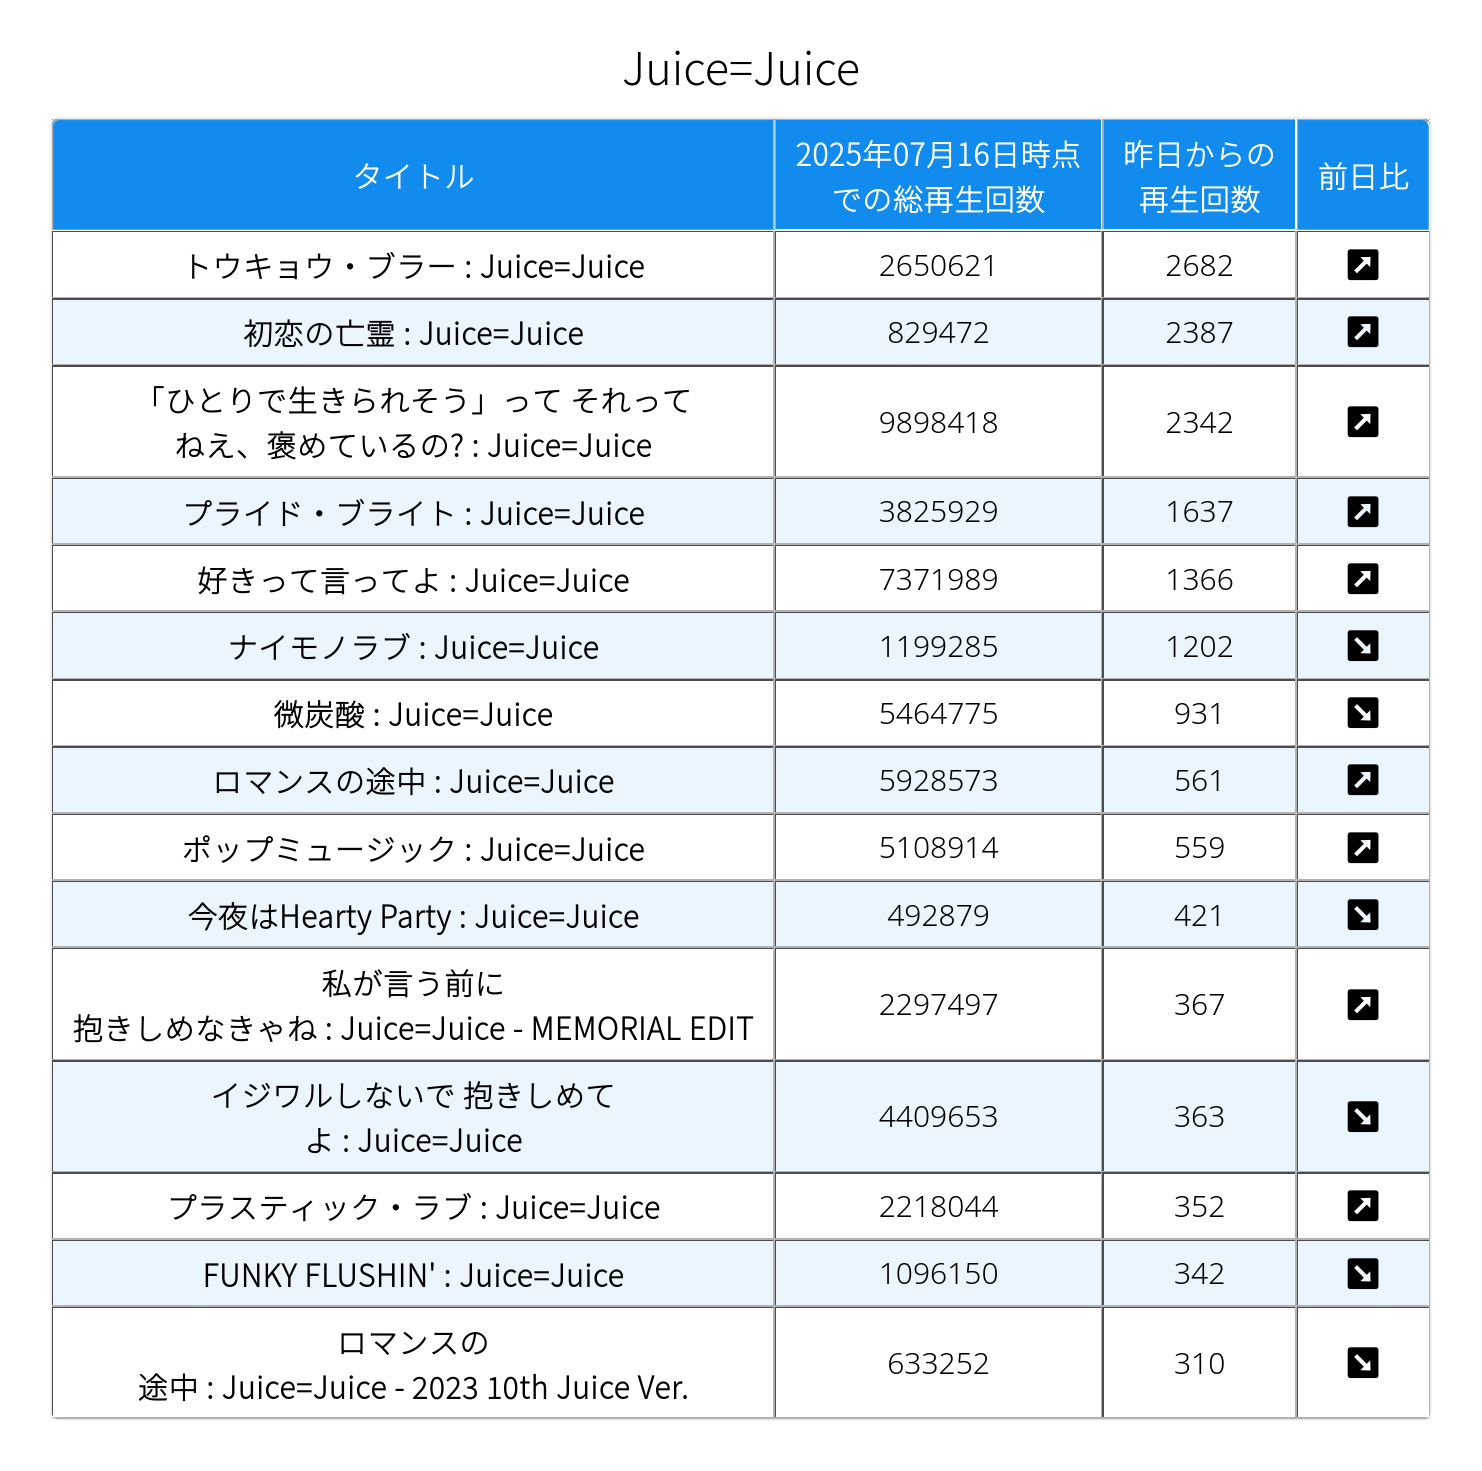 Juice=Juice
タイトル
2025年07月16日時点
での総再生回数
昨日からの
再生回数
前日比
トウキョウ・ブラー : Juice=Juice 2650621 2682 ↗
初恋の亡霊 : Juice=Juice 829472 2387 ↗
「ひとりで生きられそう」って それって
ねえ、褒めているの? : Juice=Juice 9898418 2342 ↗
プライド・ブライト : Juice=Juice 3825929 1637 ↗
好きって言ってよ : Juice=Juice 7371989 1366 ↗
ナイモノラブ : Juice=Juice 1199285 1202 ↘
微炭酸 : Juice=Juice 5464775 931 ↘
ロマンスの途中 : Juice=Juice 5928573 561 ↗
ポップミュージック : Juice=Juice 5108914 559 ↗
今夜はHearty Party : Juice=Juice 492879 421 ↘
私が言う前に
抱きしめなきゃね : Juice=Juice - MEMORIAL EDIT 2297497 367 ↗
イジワルしないで 抱きしめて
よ : Juice=Juice 4409653 363 ↘
プラスティック・ラブ : Juice=Juice 2218044 352 ↗
FUNKY FLUSHIN' : Juice=Juice 1096150 342 ↘
ロマンスの
途中 : Juice=Juice - 2023 10th Juice Ver. 633252 310 ↘